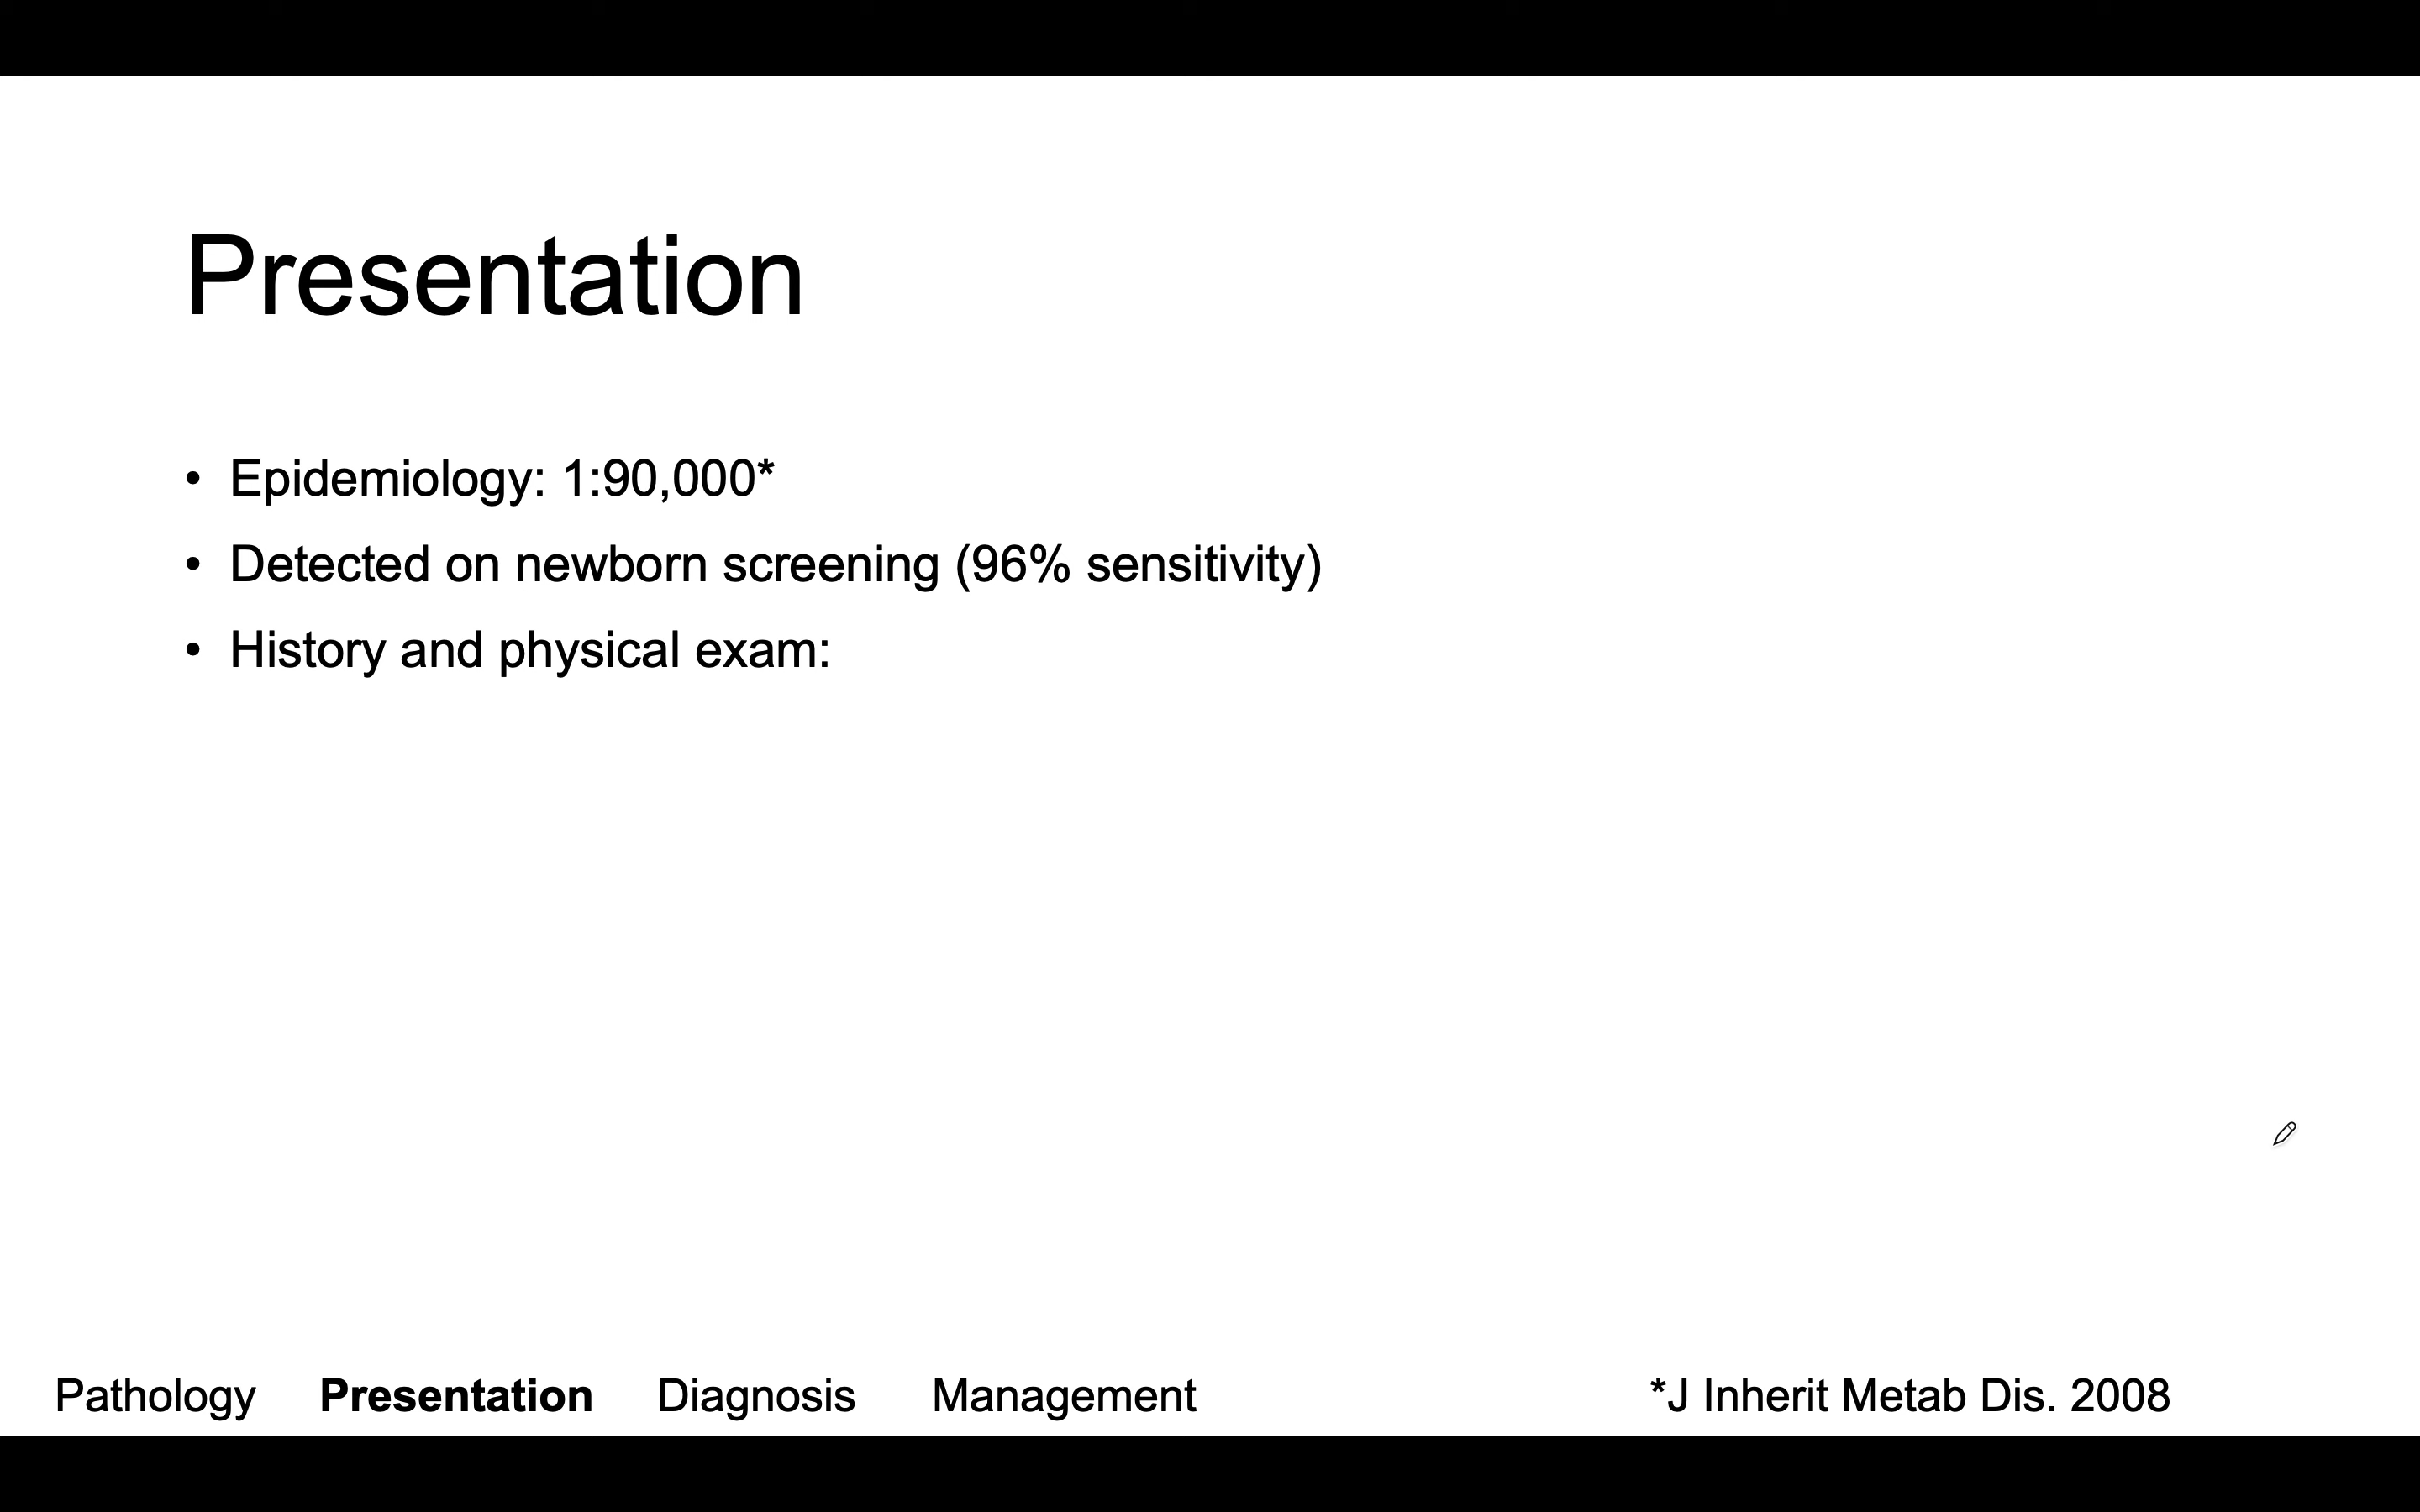 Presentation
• Epidemiology: 1:90,000*
• Detected on newborn screening (96% sensitivity)
• History and physical exam:
Pathology Presentation Diagnosis Management *J Inherit Metab Dis. 2008